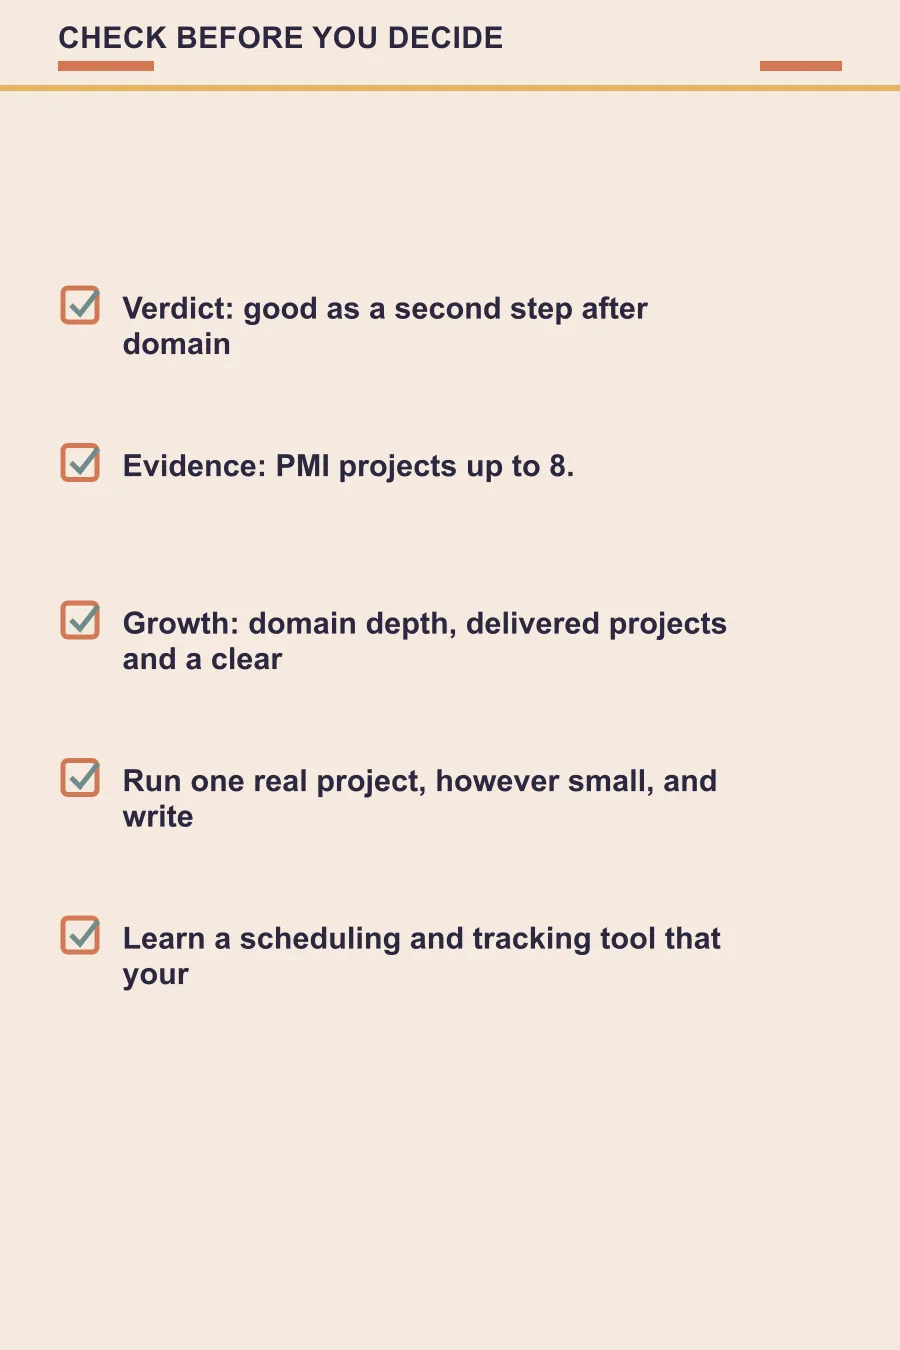 CHECK BEFORE YOU DECIDE
Verdict: good as a second step after
domain
Evidence: PMI projects up to 8.
Growth: domain depth, delivered projects
and a clear
Run one real project, however small, and
write
Learn a scheduling and tracking tool that
your